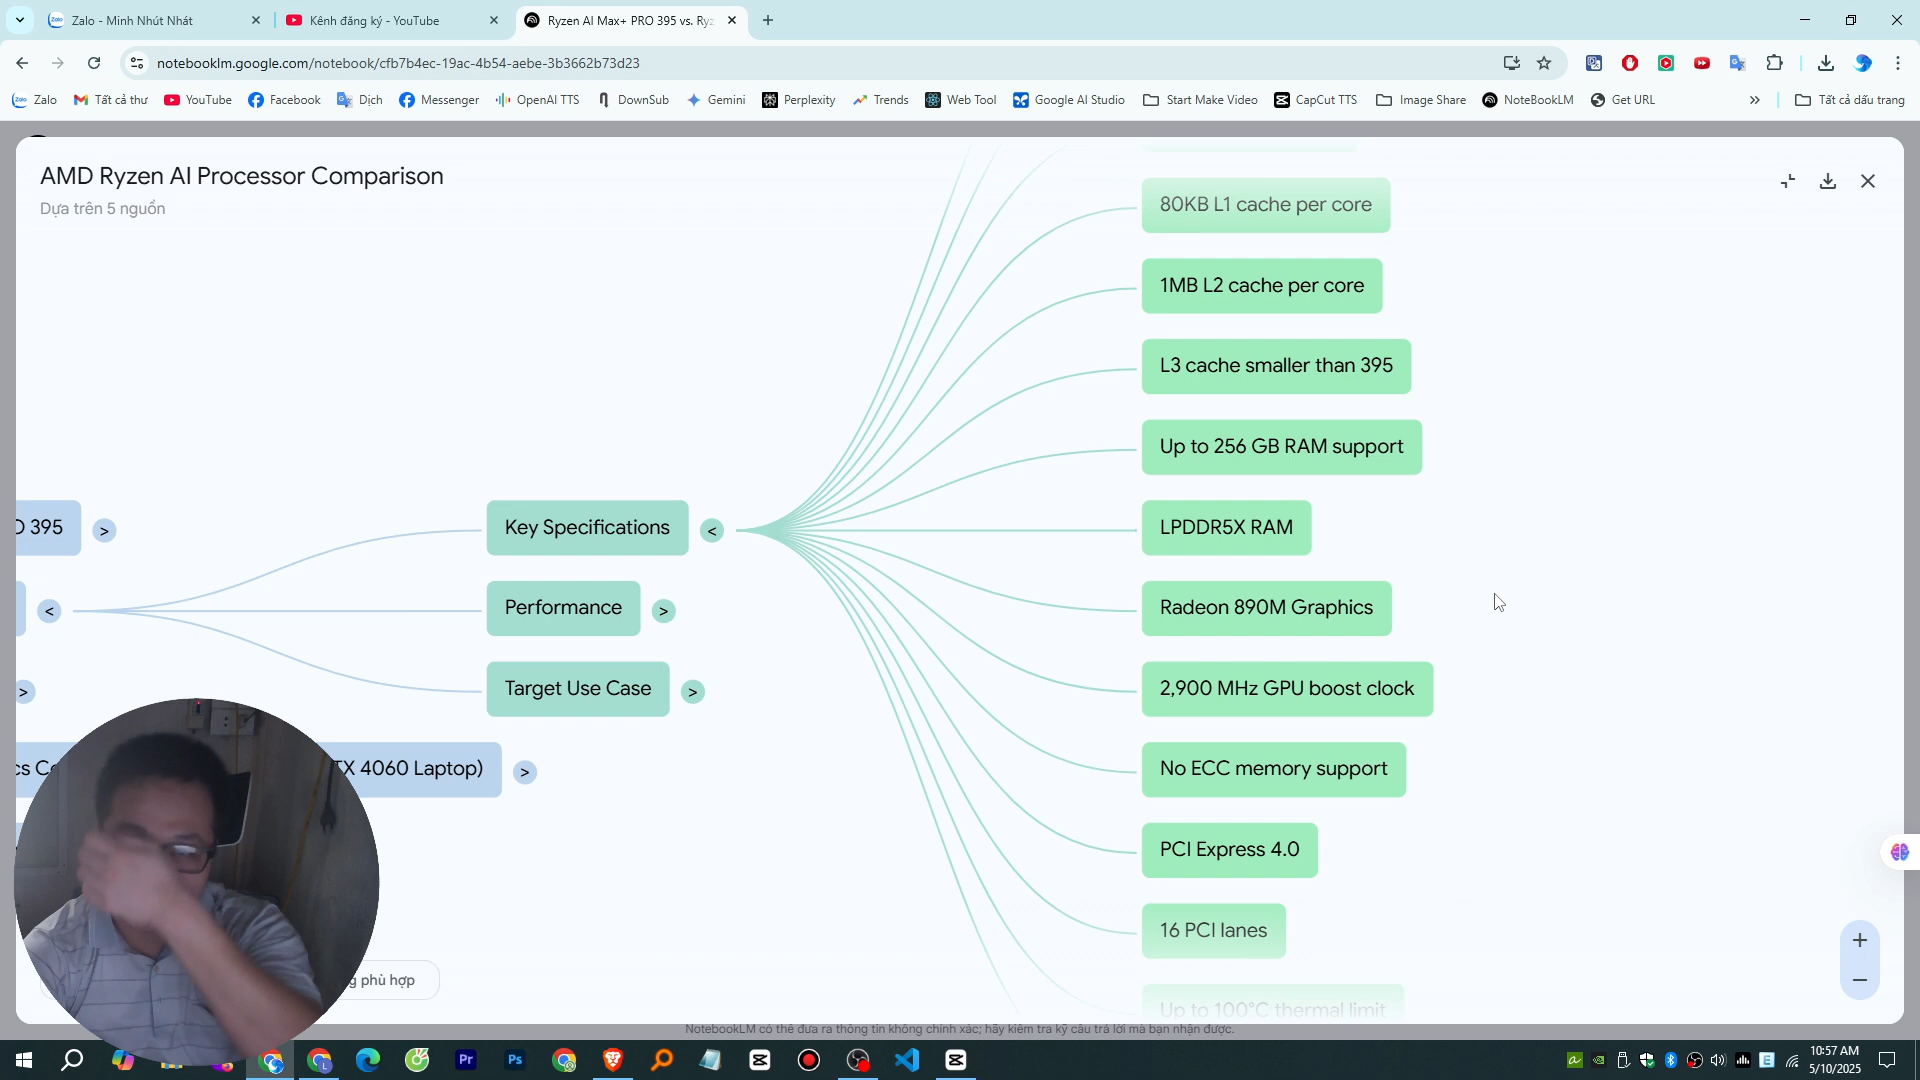 Zalo - Minh Nhút Nhát
Kênh đăng ký - YouTube
Ryzen AI Max+ PRO 395 vs. Ryz
notebooklm.google.com/notebook/cfb7b4ec-19ac-4b54-aebe-3b3662b73d23
Zalo
Tất cả thư
YouTube
Facebook
Dịch
Messenger
OpenAI TTS
DownSub
Gemini
Perplexity
Trends
Web Tool
Google AI Studio
Start Make Video
CapCut TTS
Image Share
NoteBookLM
Get URL
Tất cả dấu trang
AMD Ryzen AI Processor Comparison
Dựa trên 5 nguồn
80KB L1 cache per core
1MB L2 cache per core
L3 cache smaller than 395
Up to 256 GB RAM support
O 395 >
Key Specifications <
LPDDR5X RAM
<
Performance >
Radeon 890M Graphics
>
Target Use Case >
2,900 MHz GPU boost clock
TX 4060 Laptop) >
No ECC memory support
PCI Express 4.0
16 PCI lanes
phù hợp
Up to 100°C thermal limit
NotebookLM có thể đưa ra thông tin không chính xác; hãy kiểm tra kỹ câu trả lời mà bạn nhận được.
10:57 AM
5/10/2025